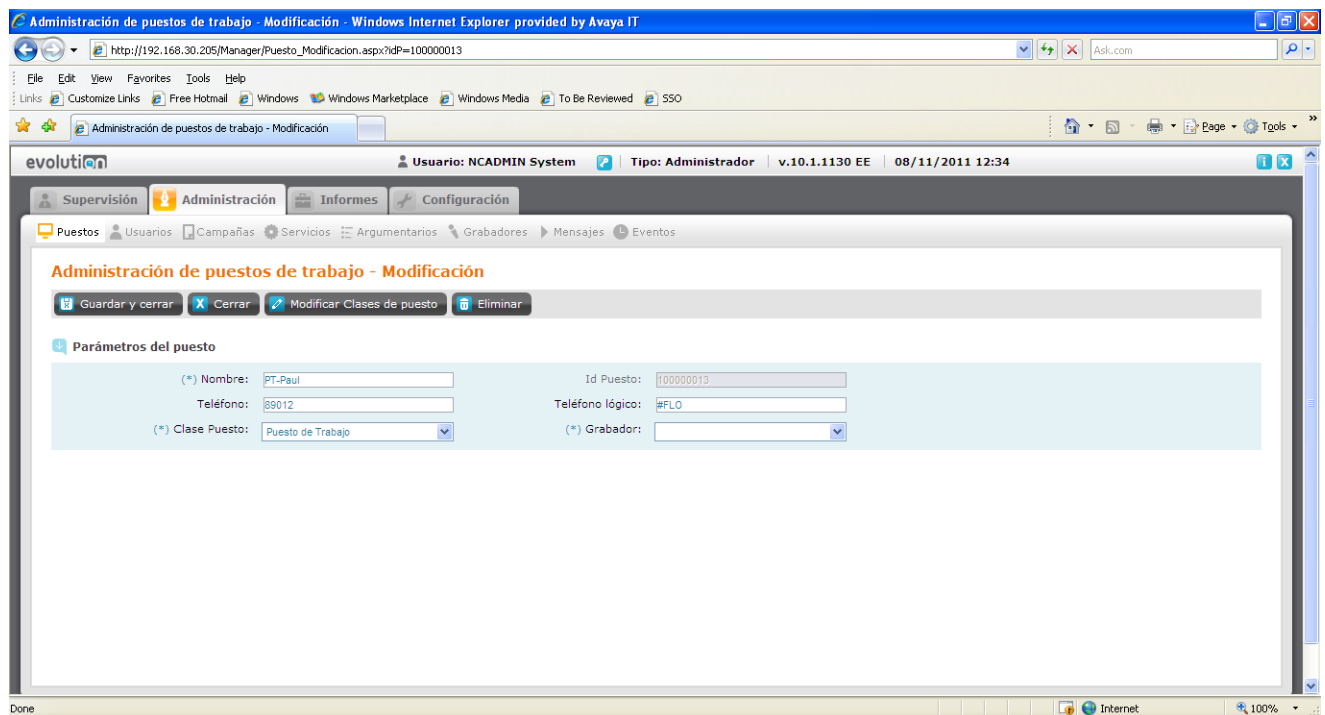 Administración de puestos de trabajo - Modificación - Windows Internet Explorer provided by Avaya IT
http://192.168.30.205/Manager/Puesto_Modificacion.aspx?idP=100000013 Ask.com
File Edit View Favorites Tools Help
Links Customize Links Free Hotmail Windows Windows Marketplace Windows Media To Be Reviewed SSO
Administración de puestos de trabajo - Modificación Page Tools »
evolution Usuario: NCADMIN System Tipo: Administrador v.10.1.1130 EE 08/11/2011 12:34
Supervisión Administración Informes Configuración
Puestos Usuarios Campañas Servicios Argumentarios Grabadores Mensajes Eventos
Administración de puestos de trabajo - Modificación
Guardar y cerrar X Cerrar Modificar Clases de puesto Eliminar
Parámetros del puesto
(*) Nombre: PT-Paul Id Puesto: 100000013
Teléfono: 89012 Teléfono lógico: #FLO
(*) Clase Puesto: Puesto de Trabajo (*) Grabador:
Done Internet 100%